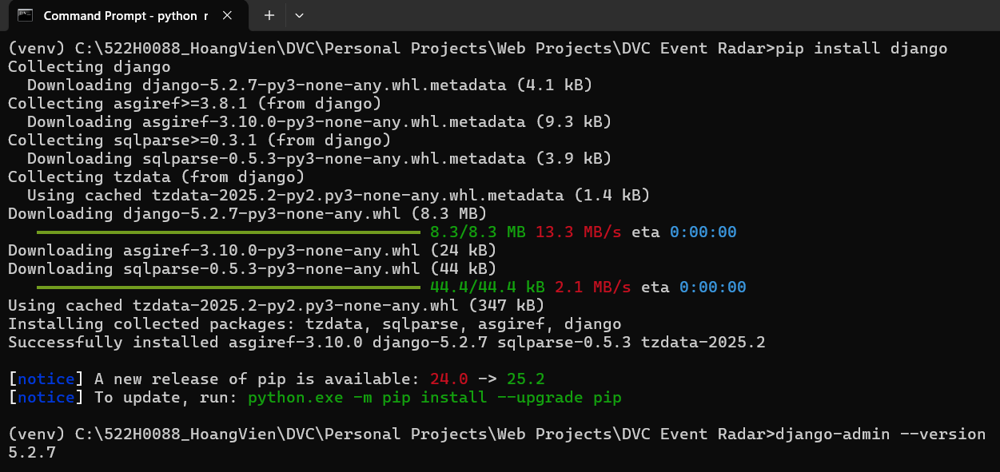 Command Prompt - python r
(venv) C:\522H0088_HoangVien\DVC\Personal Projects\Web Projects\DVC Event Radar>pip install django
Collecting django
  Downloading django-5.2.7-py3-none-any.whl.metadata (4.1 kB)
Collecting asgiref>=3.8.1 (from django)
  Downloading asgiref-3.10.0-py3-none-any.whl.metadata (9.3 kB)
Collecting sqlparse>=0.3.1 (from django)
  Downloading sqlparse-0.5.3-py3-none-any.whl.metadata (3.9 kB)
Collecting tzdata (from django)
  Using cached tzdata-2025.2-py2.py3-none-any.whl.metadata (1.4 kB)
Downloading django-5.2.7-py3-none-any.whl (8.3 MB)
8.3/8.3 MB 13.3 MB/s eta 0:00:00
Downloading asgiref-3.10.0-py3-none-any.whl (24 kB)
Downloading sqlparse-0.5.3-py3-none-any.whl (44 kB)
44.4/44.4 kB 2.1 MB/s eta 0:00:00
Using cached tzdata-2025.2-py2.py3-none-any.whl (347 kB)
Installing collected packages: tzdata, sqlparse, asgiref, django
Successfully installed asgiref-3.10.0 django-5.2.7 sqlparse-0.5.3 tzdata-2025.2
[notice] A new release of pip is available: 24.0 -> 25.2
[notice] To update, run: python.exe -m pip install --upgrade pip
(venv) C:\522H0088_HoangVien\DVC\Personal Projects\Web Projects\DVC Event Radar>django-admin --version
5.2.7